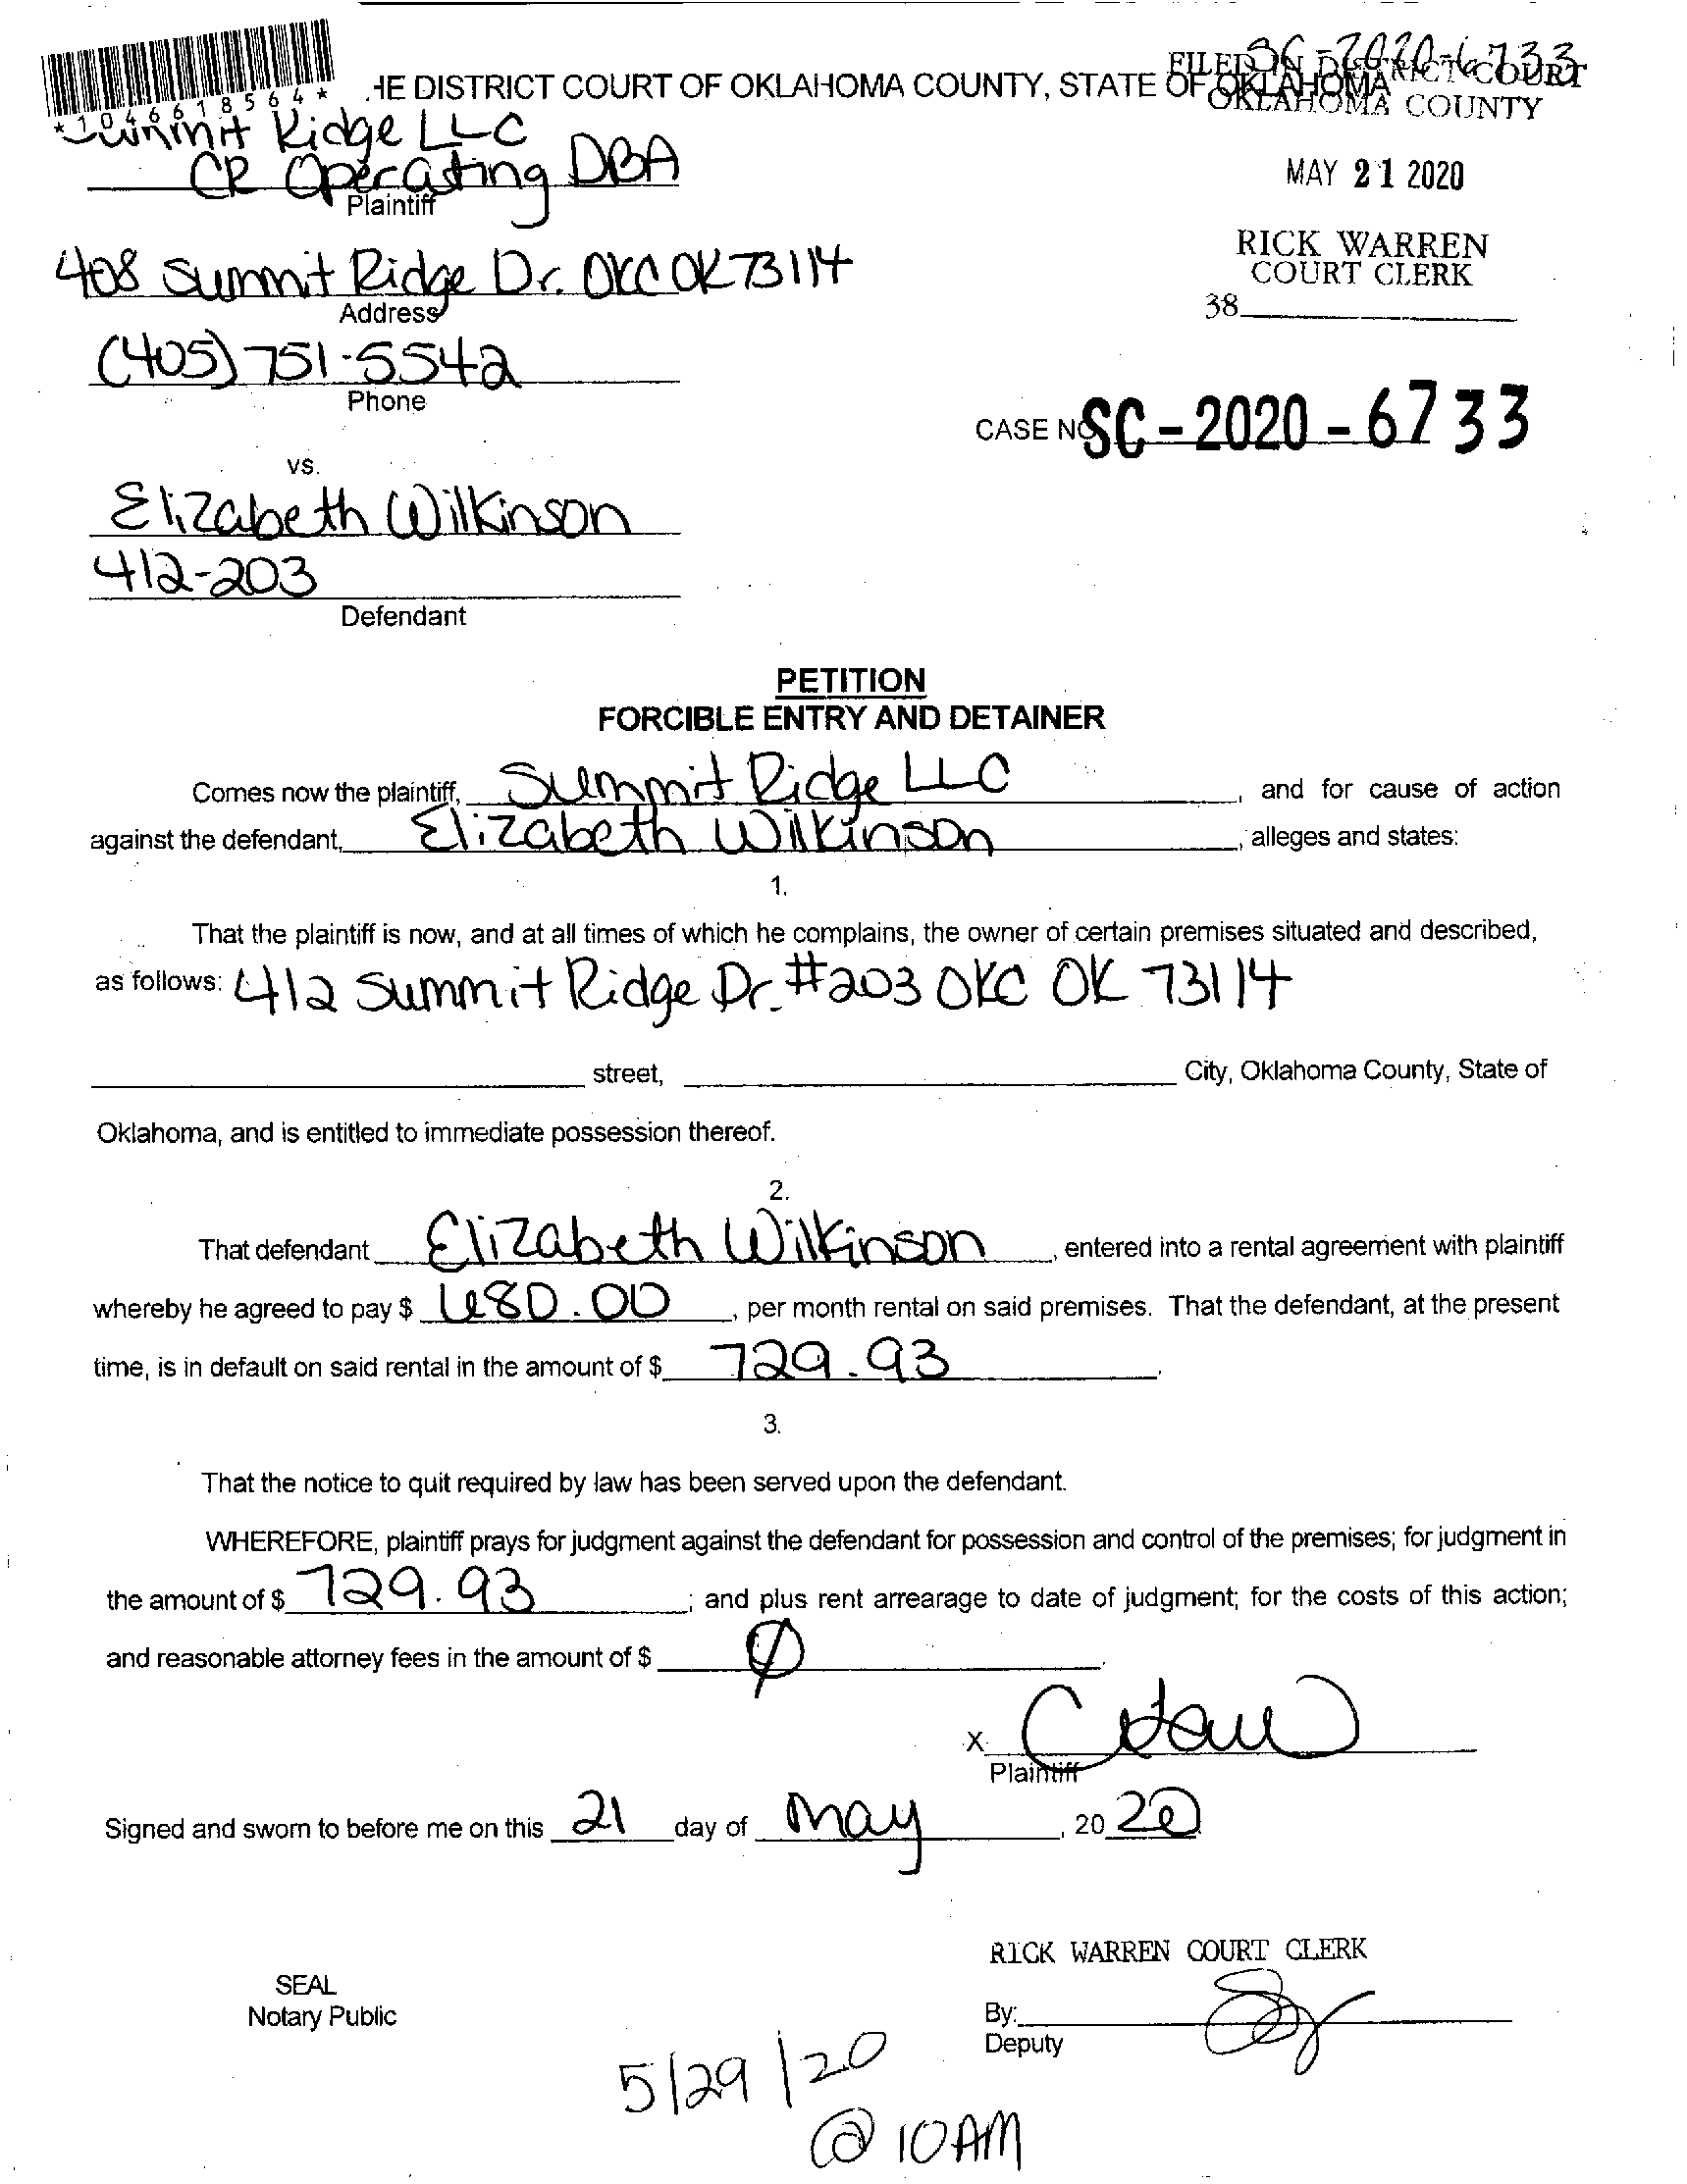 SC-2020-6733
*1046618564*
HE DISTRICT COURT OF OKLAHOMA COUNTY, STATE OF OKLAHOMA
FILED IN DISTRICT COURT
OKLAHOMA COUNTY
Summit Ridge LLC
CR Operating DBA
Plaintiff
MAY 21 2020
408 Summit Ridge Dr. OKC OK 73114
Address
RICK WARREN
COURT CLERK
38
(405) 751-5542
Phone
CASE NO SC-2020-6733
vs.
Elizabeth Wilkinson
412-203
Defendant
PETITION
FORCIBLE ENTRY AND DETAINER
Comes now the plaintiff, Summit Ridge LLC, and for cause of action
against the defendant, Elizabeth Wilkinson, alleges and states:
1.
That the plaintiff is now, and at all times of which he complains, the owner of certain premises situated and described,
as follows: 412 Summit Ridge Dr. #203 OKC OK 73114
street, City, Oklahoma County, State of
Oklahoma, and is entitled to immediate possession thereof.
2.
That defendant Elizabeth Wilkinson, entered into a rental agreement with plaintiff
whereby he agreed to pay $ 680.00, per month rental on said premises. That the defendant, at the present
time, is in default on said rental in the amount of $ 729.93.
3.
That the notice to quit required by law has been served upon the defendant.
WHEREFORE, plaintiff prays for judgment against the defendant for possession and control of the premises; for judgment in
the amount of $ 729.93; and plus rent arrearage to date of judgment; for the costs of this action;
and reasonable attorney fees in the amount of $ Ø.
X
Plaintiff
Signed and sworn to before me on this 21 day of May, 2020
RICK WARREN COURT CLERK
SEAL
Notary Public
By:
Deputy
5/29/20
@ 10AM